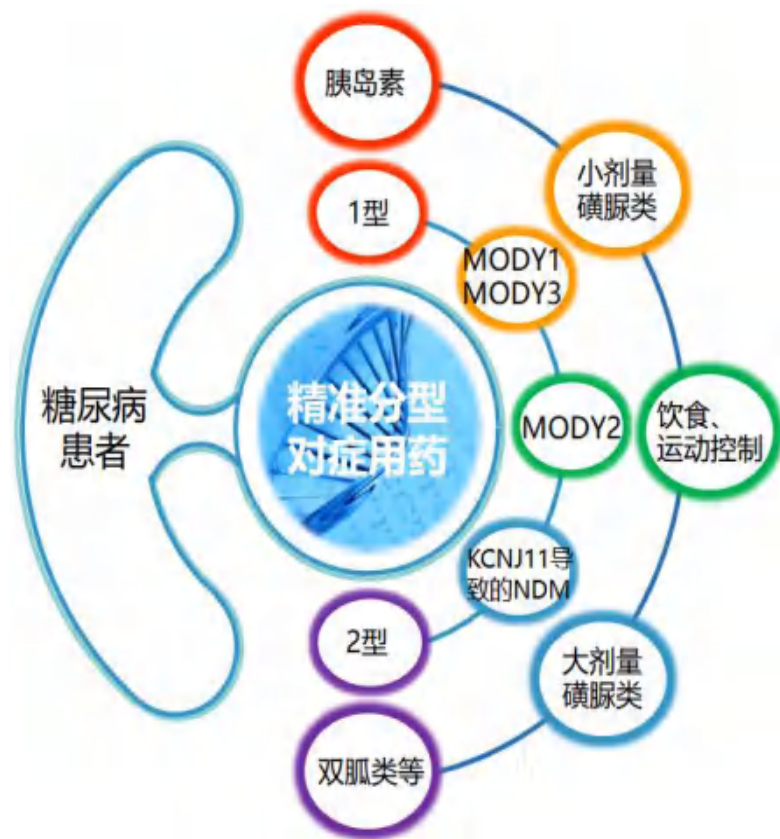 胰岛素
小剂量
磺脲类
1型
MODY1
MODY3
糖尿病
患者
精准分型
对症用药
MODY2
饮食、
运动控制
KCNJ11导
致的NDM
2型
大剂量
磺脲类
双胍类等